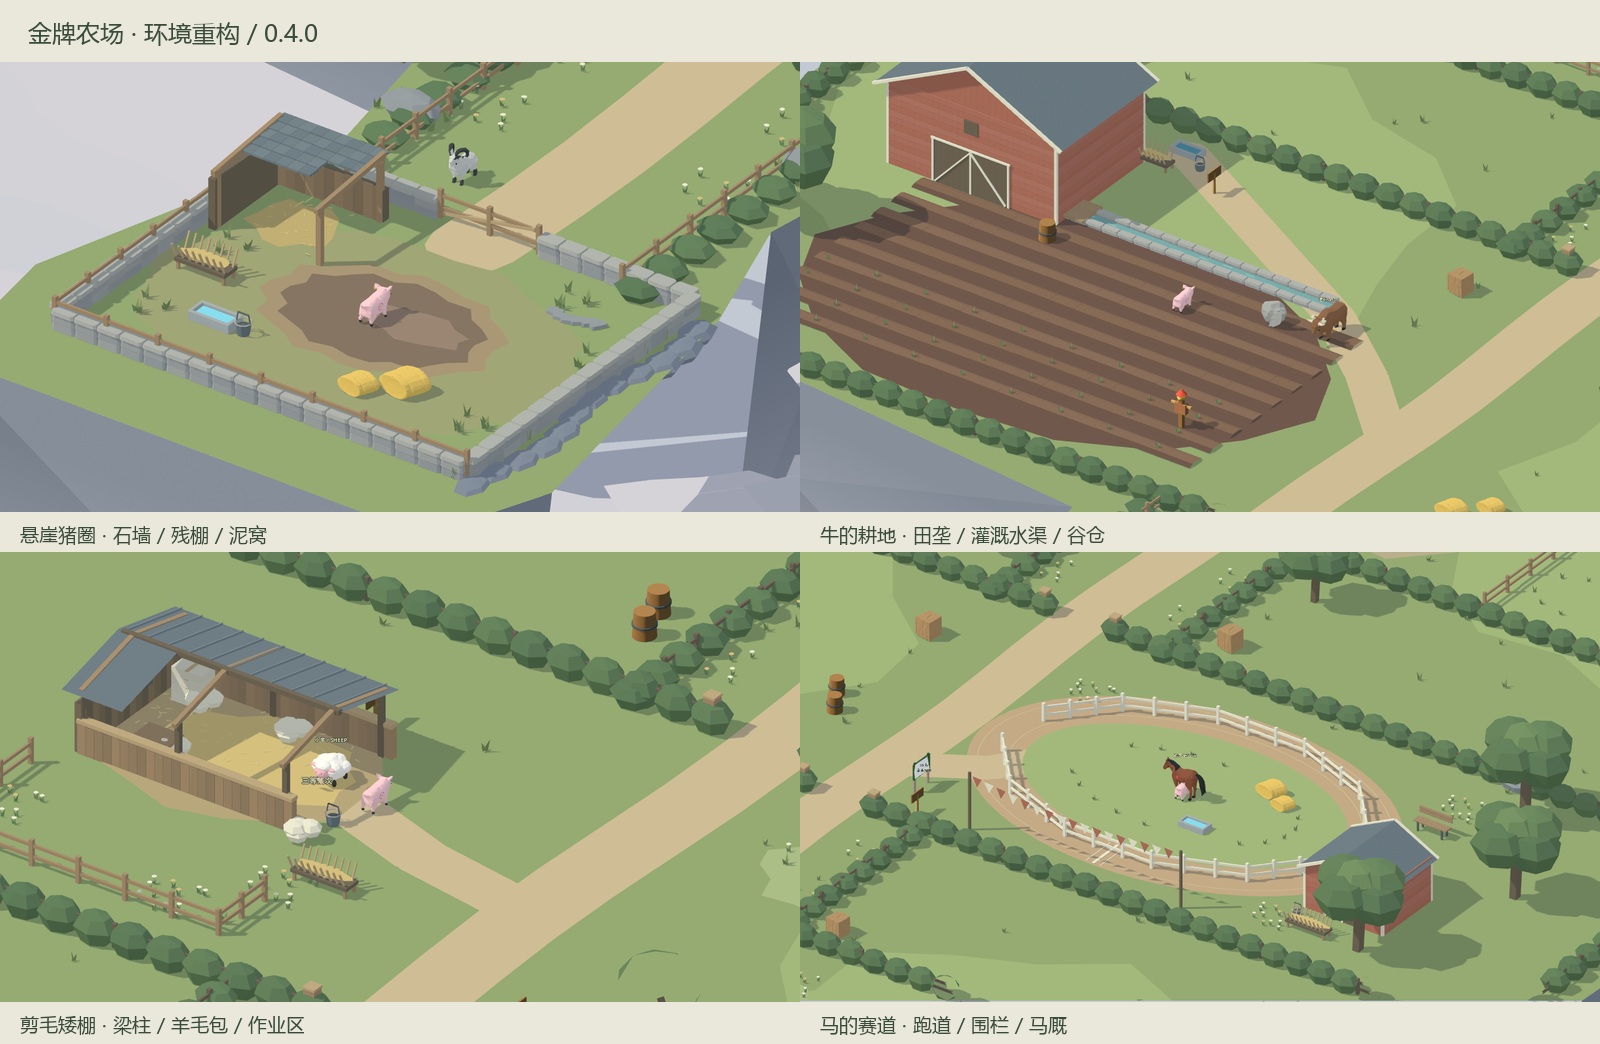 金牌农场 · 环境重构 / 0.4.0
悬崖猪圈 · 石墙 / 残棚 / 泥窝
牛的耕地 · 田垄 / 灌溉水渠 / 谷仓
剪毛矮棚 · 梁柱 / 羊毛包 / 作业区
马的赛道 · 跑道 / 围栏 / 马厩